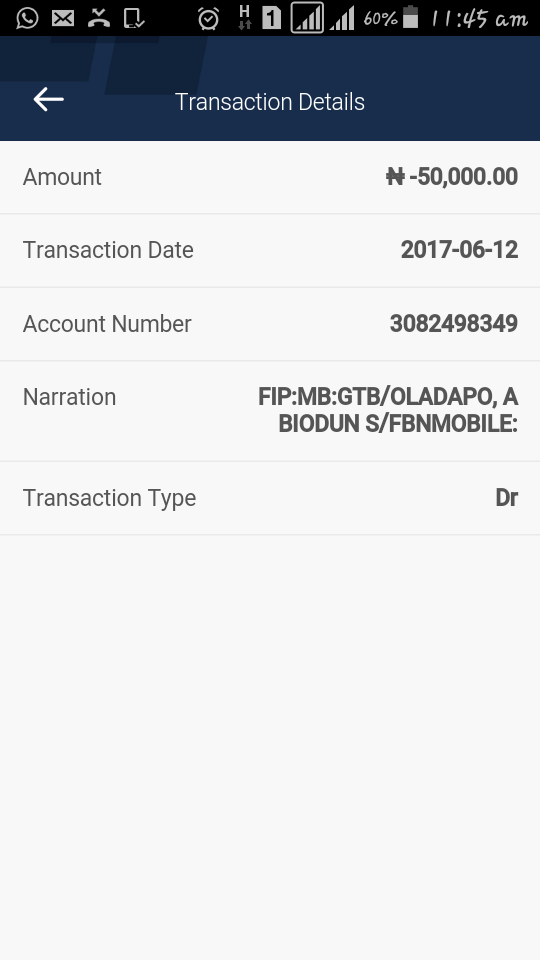 H 1 60% 11:45 am
Transaction Details
Amount ₦ -50,000.00
Transaction Date 2017-06-12
Account Number 3082498349
Narration FIP:MB:GTB/OLADAPO, A
BIODUN S/FBNMOBILE:
Transaction Type Dr